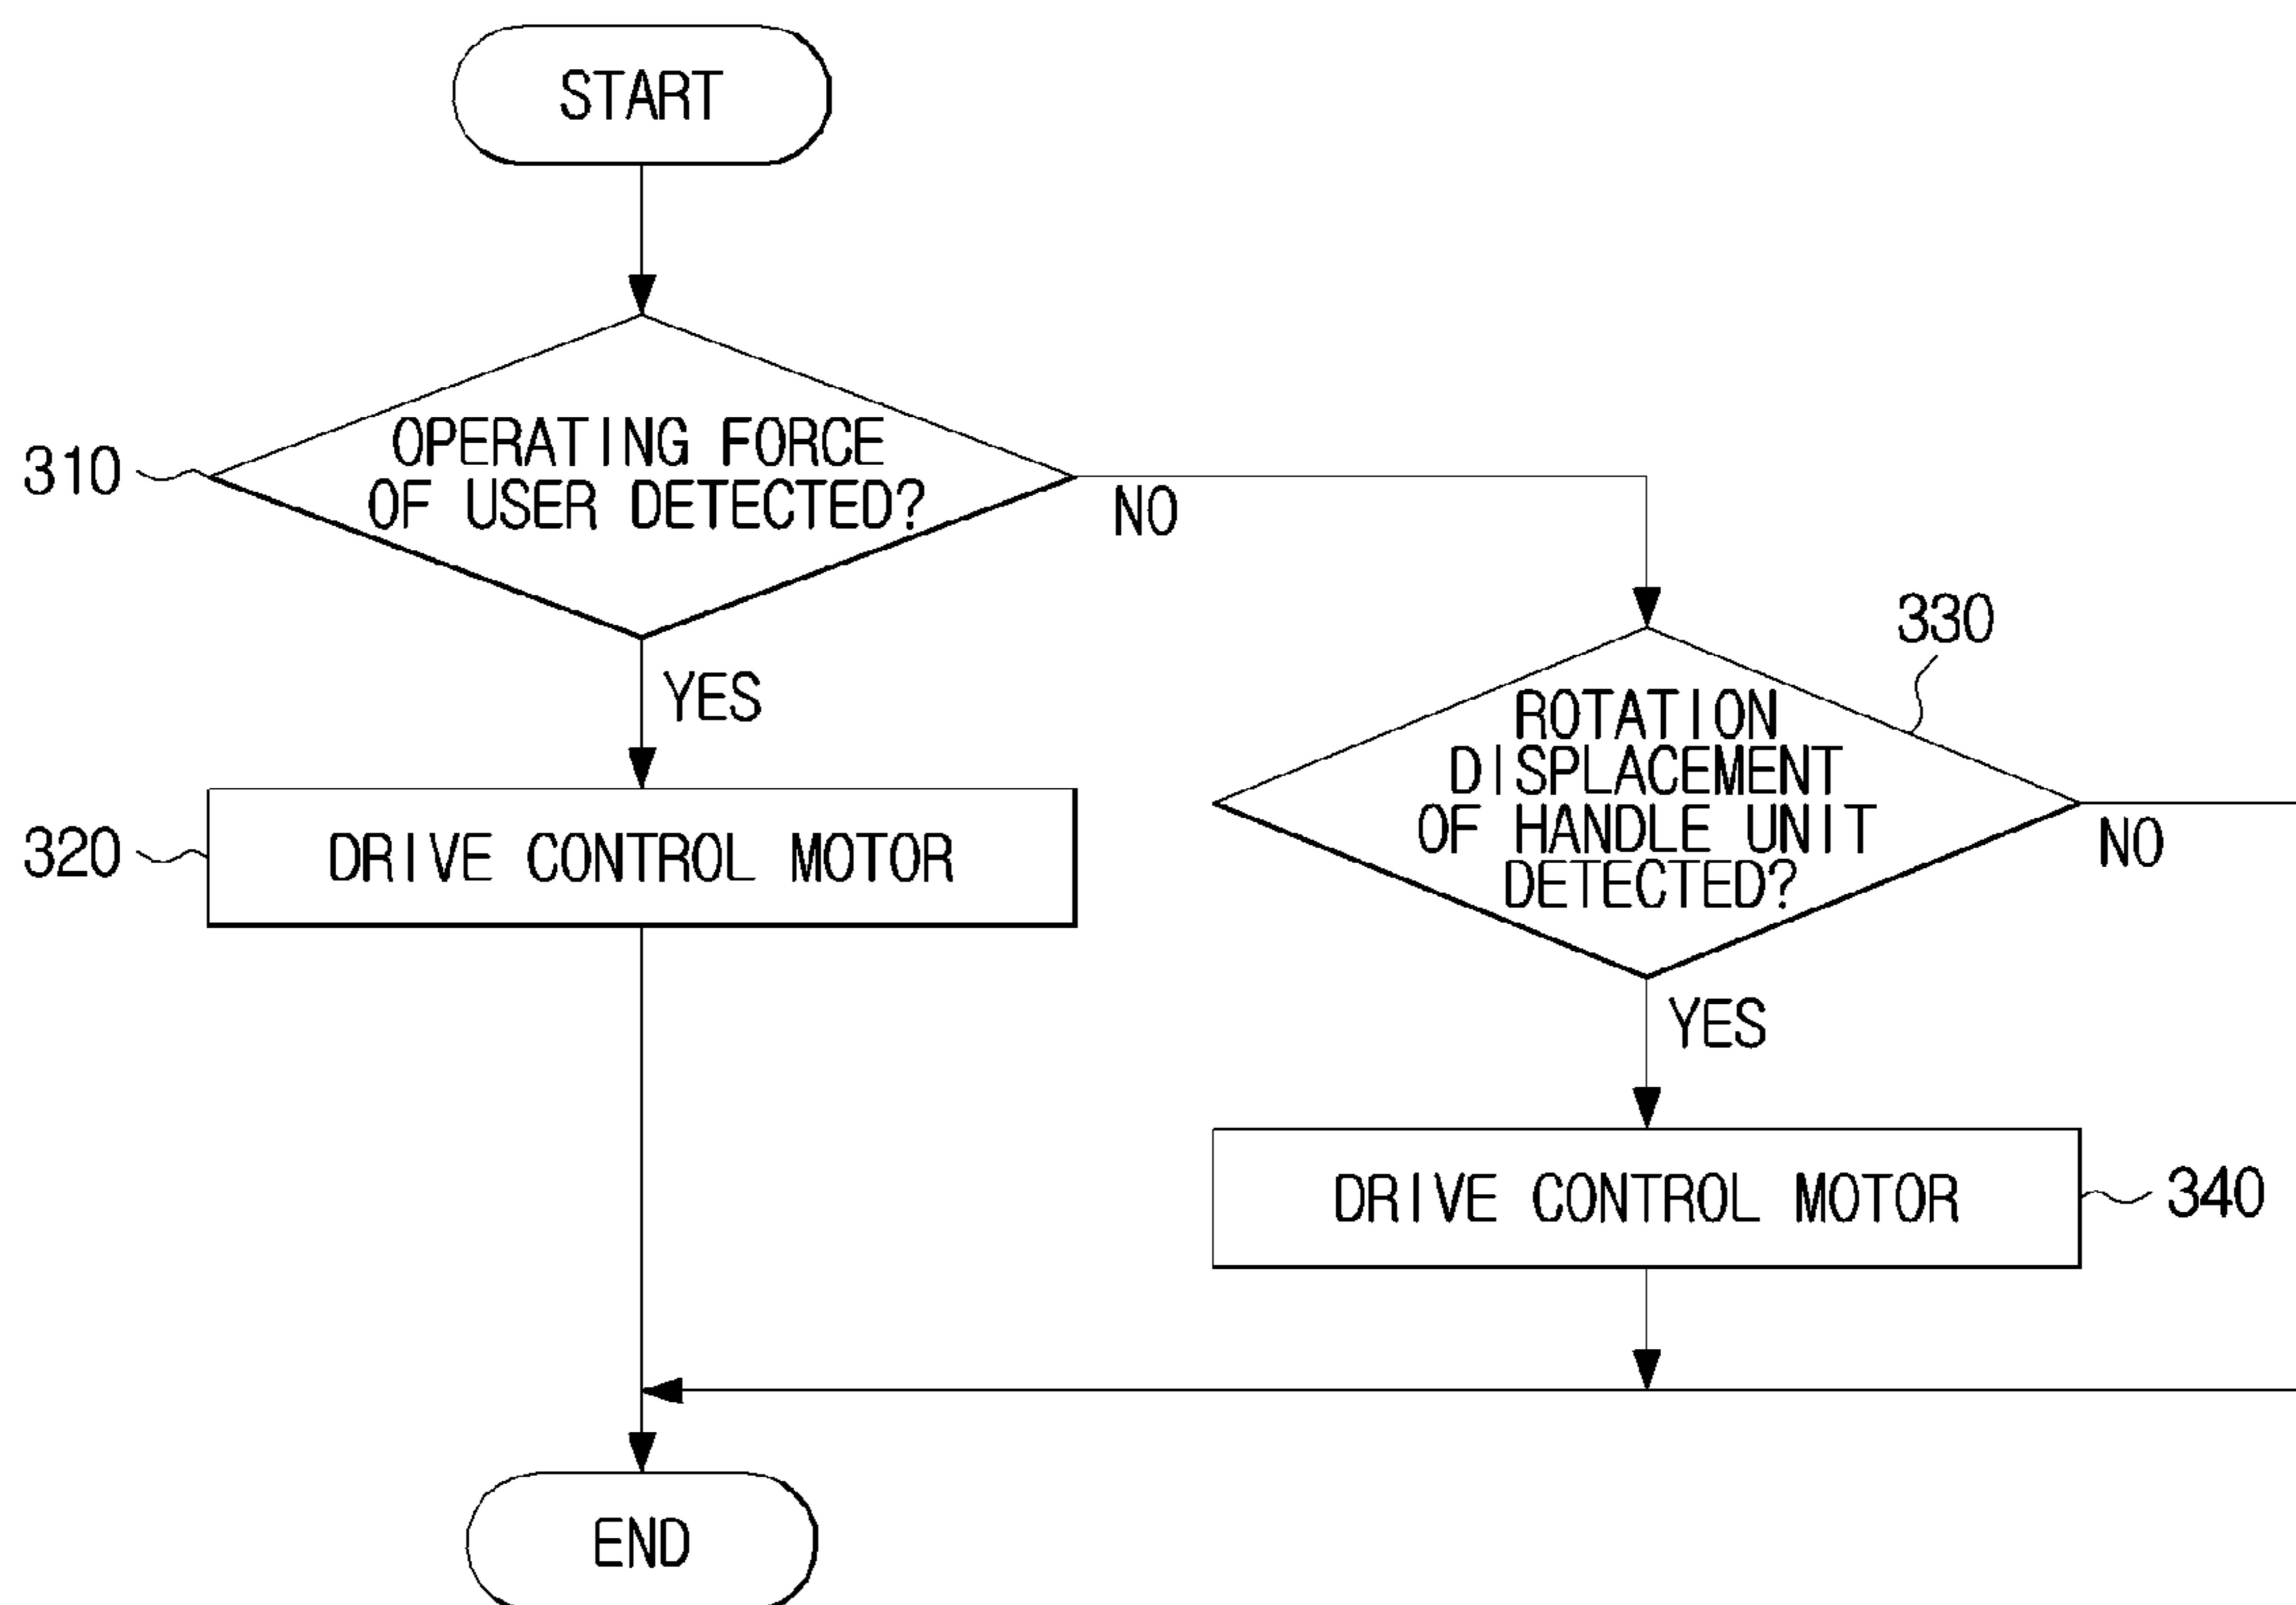 START
310
OPERATING FORCE
OF USER DETECTED?
NO
YES
330
ROTATION
DISPLACEMENT
OF HANDLE UNIT
DETECTED?
NO
320
DRIVE CONTROL MOTOR
YES
DRIVE CONTROL MOTOR
340
END